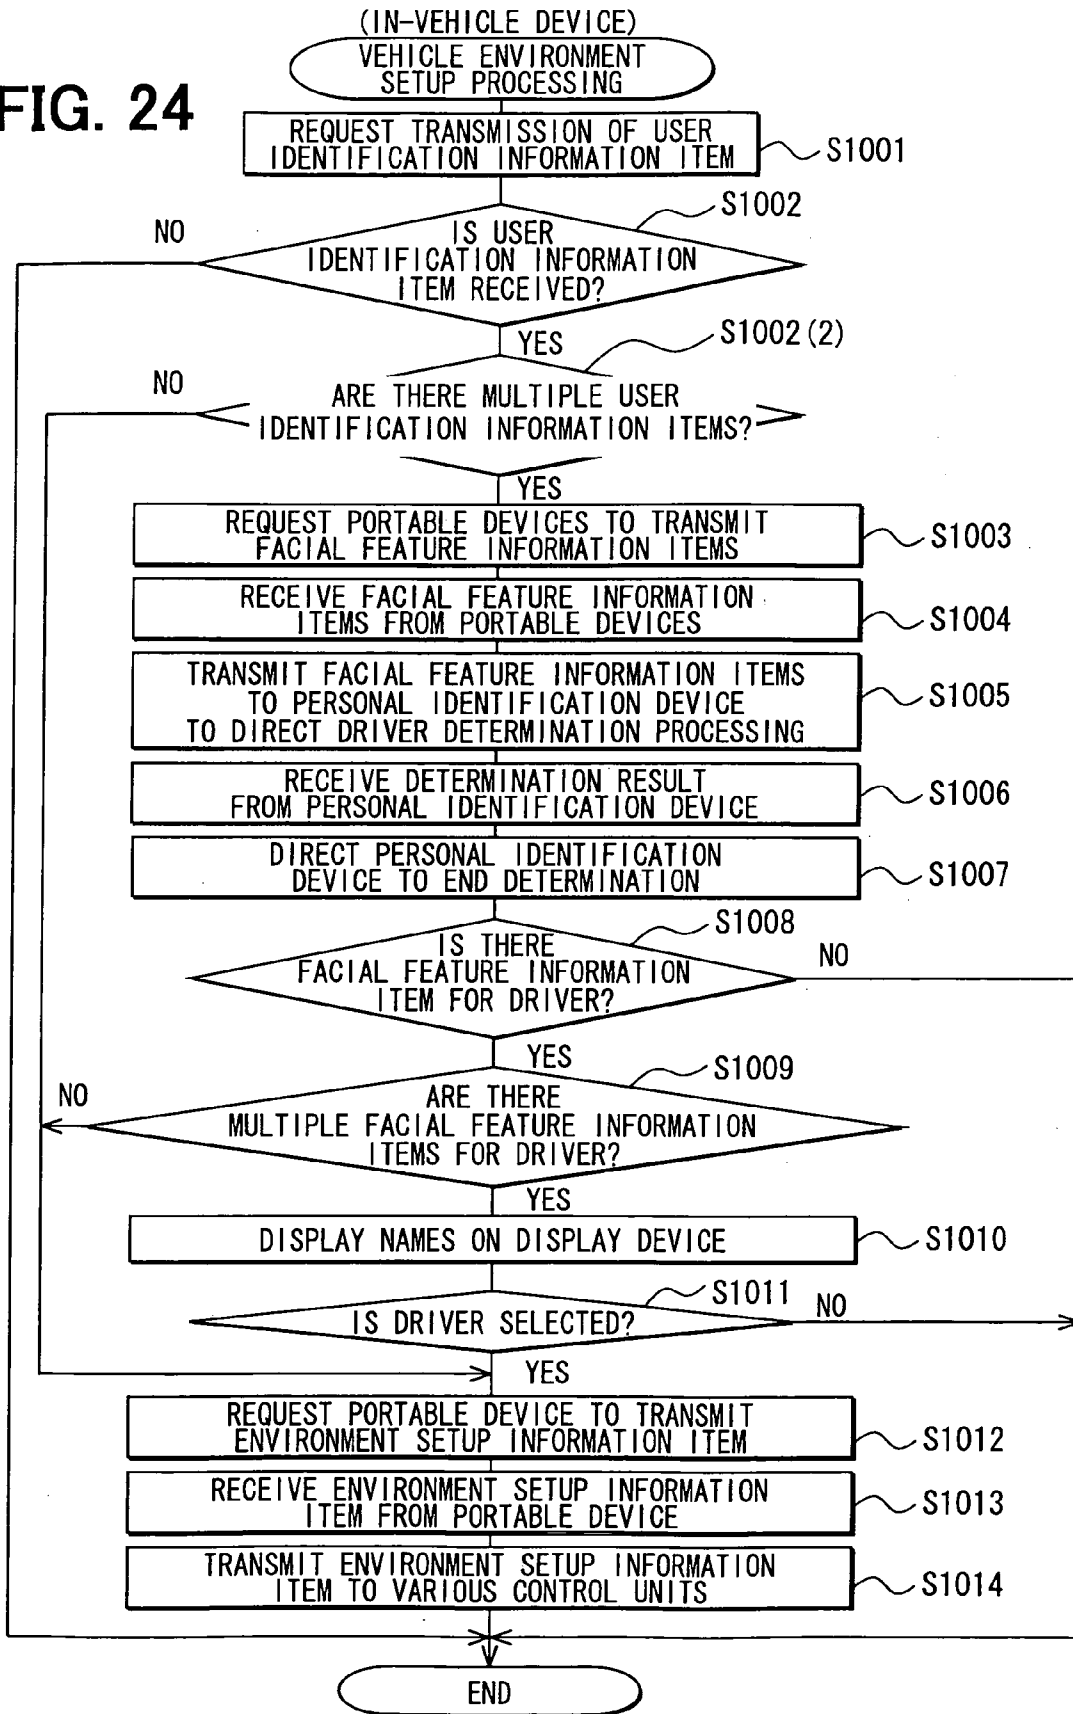 (IN-VEHICLE DEVICE)
VEHICLE ENVIRONMENT
SETUP PROCESSING
FIG. 24
REQUEST TRANSMISSION OF USER
IDENTIFICATION INFORMATION ITEM
S1001
S1002
NO
IS USER
IDENTIFICATION INFORMATION
ITEM RECEIVED?
YES
S1002(2)
NO
ARE THERE MULTIPLE USER
IDENTIFICATION INFORMATION ITEMS?
YES
REQUEST PORTABLE DEVICES TO TRANSMIT
FACIAL FEATURE INFORMATION ITEMS
S1003
RECEIVE FACIAL FEATURE INFORMATION
ITEMS FROM PORTABLE DEVICES
S1004
TRANSMIT FACIAL FEATURE INFORMATION ITEMS
TO PERSONAL IDENTIFICATION DEVICE
TO DIRECT DRIVER DETERMINATION PROCESSING
S1005
RECEIVE DETERMINATION RESULT
FROM PERSONAL IDENTIFICATION DEVICE
S1006
DIRECT PERSONAL IDENTIFICATION
DEVICE TO END DETERMINATION
S1007
S1008
IS THERE
FACIAL FEATURE INFORMATION
ITEM FOR DRIVER?
NO
YES
S1009
NO
ARE THERE
MULTIPLE FACIAL FEATURE INFORMATION
ITEMS FOR DRIVER?
YES
DISPLAY NAMES ON DISPLAY DEVICE
S1010
S1011
IS DRIVER SELECTED?
NO
YES
REQUEST PORTABLE DEVICE TO TRANSMIT
ENVIRONMENT SETUP INFORMATION ITEM
S1012
RECEIVE ENVIRONMENT SETUP INFORMATION
ITEM FROM PORTABLE DEVICE
S1013
TRANSMIT ENVIRONMENT SETUP INFORMATION
ITEM TO VARIOUS CONTROL UNITS
S1014
END